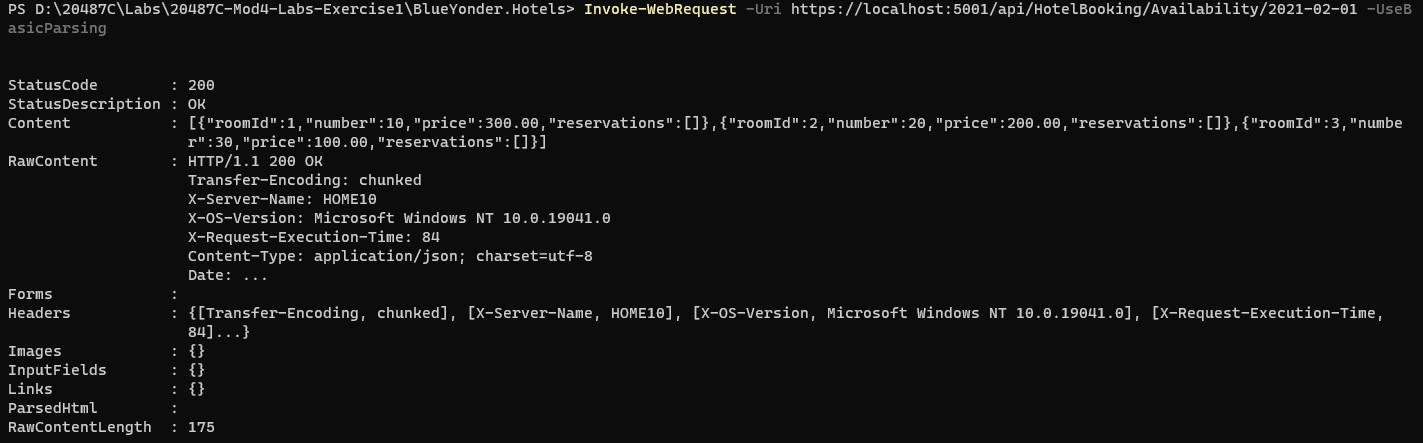 PS D:\20487C\Labs\20487C-Mod4-Labs-Exercise1\BlueYonder.Hotels> Invoke-WebRequest -Uri https://localhost:5001/api/HotelBooking/Availability/2021-02-01 -UseB
asicParsing
StatusCode : 200
StatusDescription : OK
Content : [{"roomId":1,"number":10,"price":300.00,"reservations":[]},{"roomId":2,"number":20,"price":200.00,"reservations":[]},{"roomId":3,"numbe
r":30,"price":100.00,"reservations":[]}]
RawContent : HTTP/1.1 200 OK
Transfer-Encoding: chunked
X-Server-Name: HOME10
X-OS-Version: Microsoft Windows NT 10.0.19041.0
X-Request-Execution-Time: 84
Content-Type: application/json; charset=utf-8
Date: ...
Forms :
Headers : {[Transfer-Encoding, chunked], [X-Server-Name, HOME10], [X-OS-Version, Microsoft Windows NT 10.0.19041.0], [X-Request-Execution-Time,
84]...}
Images : {}
InputFields : {}
Links : {}
ParsedHtml :
RawContentLength : 175